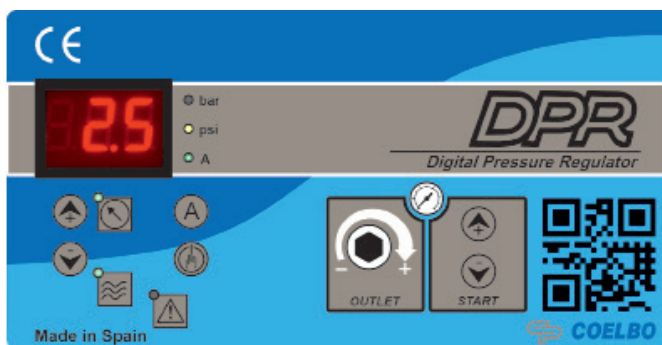 CE
2.5
bar
psi
A
DPR
Digital Pressure Regulator
+
A
-
- +
OUTLET
+
-
START
Made in Spain
COELBO